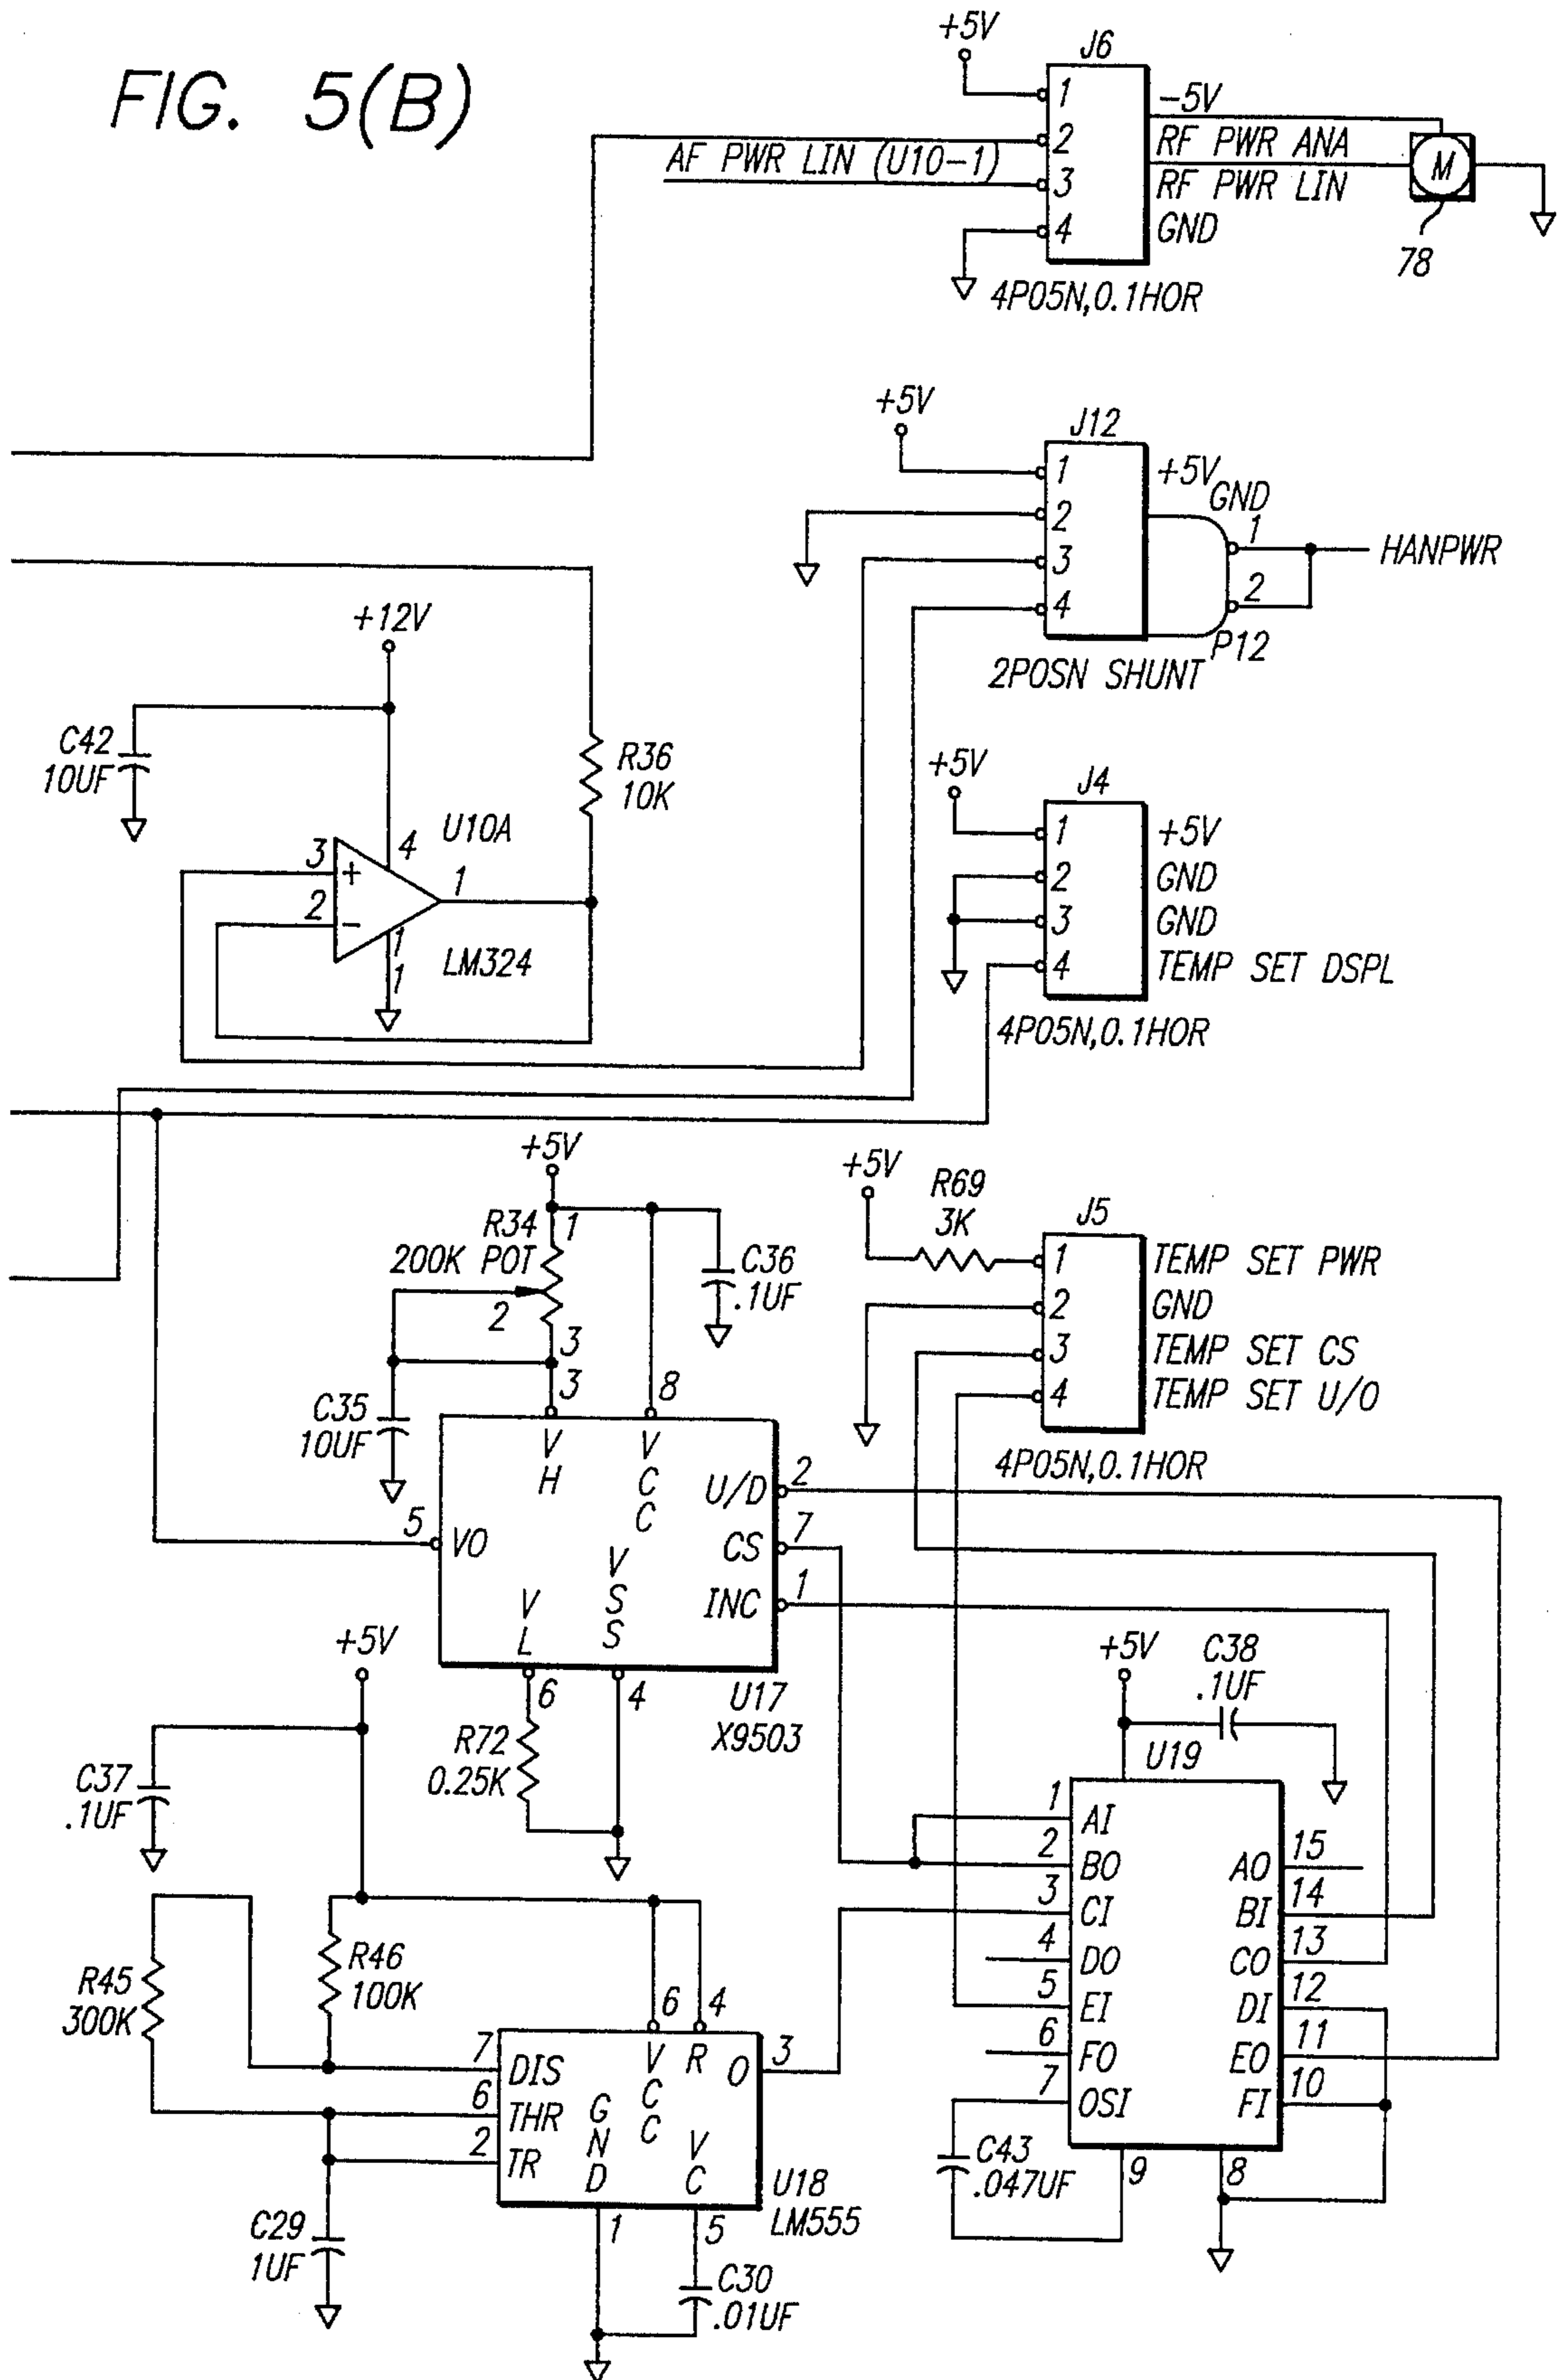 FIG. 5(B)
+5V
J6
1
2
3
4
-5V
RF PWR ANA
RF PWR LIN
GND
AF PWR LIN (U10-1)
M
78
4P05N,0.1HOR
+5V
J12
1
2
3
4
+5V
GND
1
2
HANPWR
P12
2POSN SHUNT
+12V
C42
10UF
R36
10K
U10A
3
+
2
-
4
1
1
1
LM324
+5V
J4
1
2
3
4
+5V
GND
GND
TEMP SET DSPL
4P05N,0.1HOR
+5V
R34
200K POT
1
2
3
C36
.1UF
C35
10UF
3
8
+5V
R69
3K
J5
1
2
3
4
TEMP SET PWR
GND
TEMP SET CS
TEMP SET U/O
4P05N,0.1HOR
VH
VCC
U/D
2
5
VO
CS
7
VSS
INC
1
VL
6
4
U17
X9503
R72
0.25K
+5V
C37
.1UF
+5V
C38
.1UF
U19
1
AI
2
BO
3
CI
4
DO
5
EI
6
FO
7
OSI
AO
15
BI
14
CO
13
DI
12
EO
11
FI
10
9
8
C43
.047UF
R45
300K
R46
100K
6
4
7
DIS
6
THR
2
TR
GND
VCC
R
O
3
VC
U18
LM555
1
5
C29
1UF
C30
.01UF